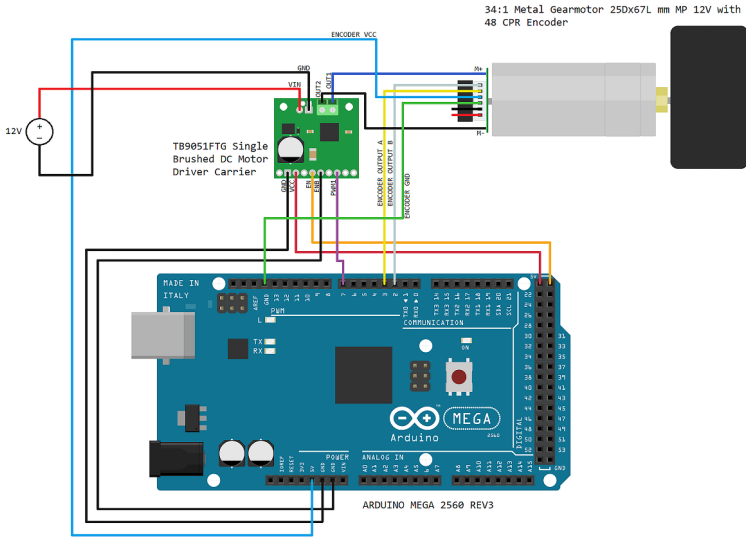 34:1 Metal Gearmotor 25Dx67L mm MP 12V with
48 CPR Encoder
ENCODER VCC
GND
VIN
OUT2
OUT1
M+
M-
12V
TB9051FTG Single
Brushed DC Motor
Driver Carrier
GND
VCC
EN
ENB
PWM1
ENCODER OUTPUT A
ENCODER OUTPUT B
ENCODER GND
MADE IN
ITALY
AREF
GND
13
12
11
10
9
8
7
6
5
4
3
2
TX0 1
RX0 0
TX3 14
RX3 15
TX2 16
RX2 17
TX1 18
RX1 19
SDA 20
SCL 21
PWM
COMMUNICATION
L
TX
RX
ON
5V
22
24
26
28
30
32
34
36
38
40
42
44
46
48
50
52
31
33
35
37
39
41
43
45
47
49
51
53
GND
DIGITAL
MEGA
2560
Arduino
POWER
ANALOG IN
IOREF
RESET
3V3
5V
GND
GND
VIN
A0
A1
A2
A3
A4
A5
A6
A7
A8
A9
A10
A11
A12
A13
A14
A15
ARDUINO MEGA 2560 REV3